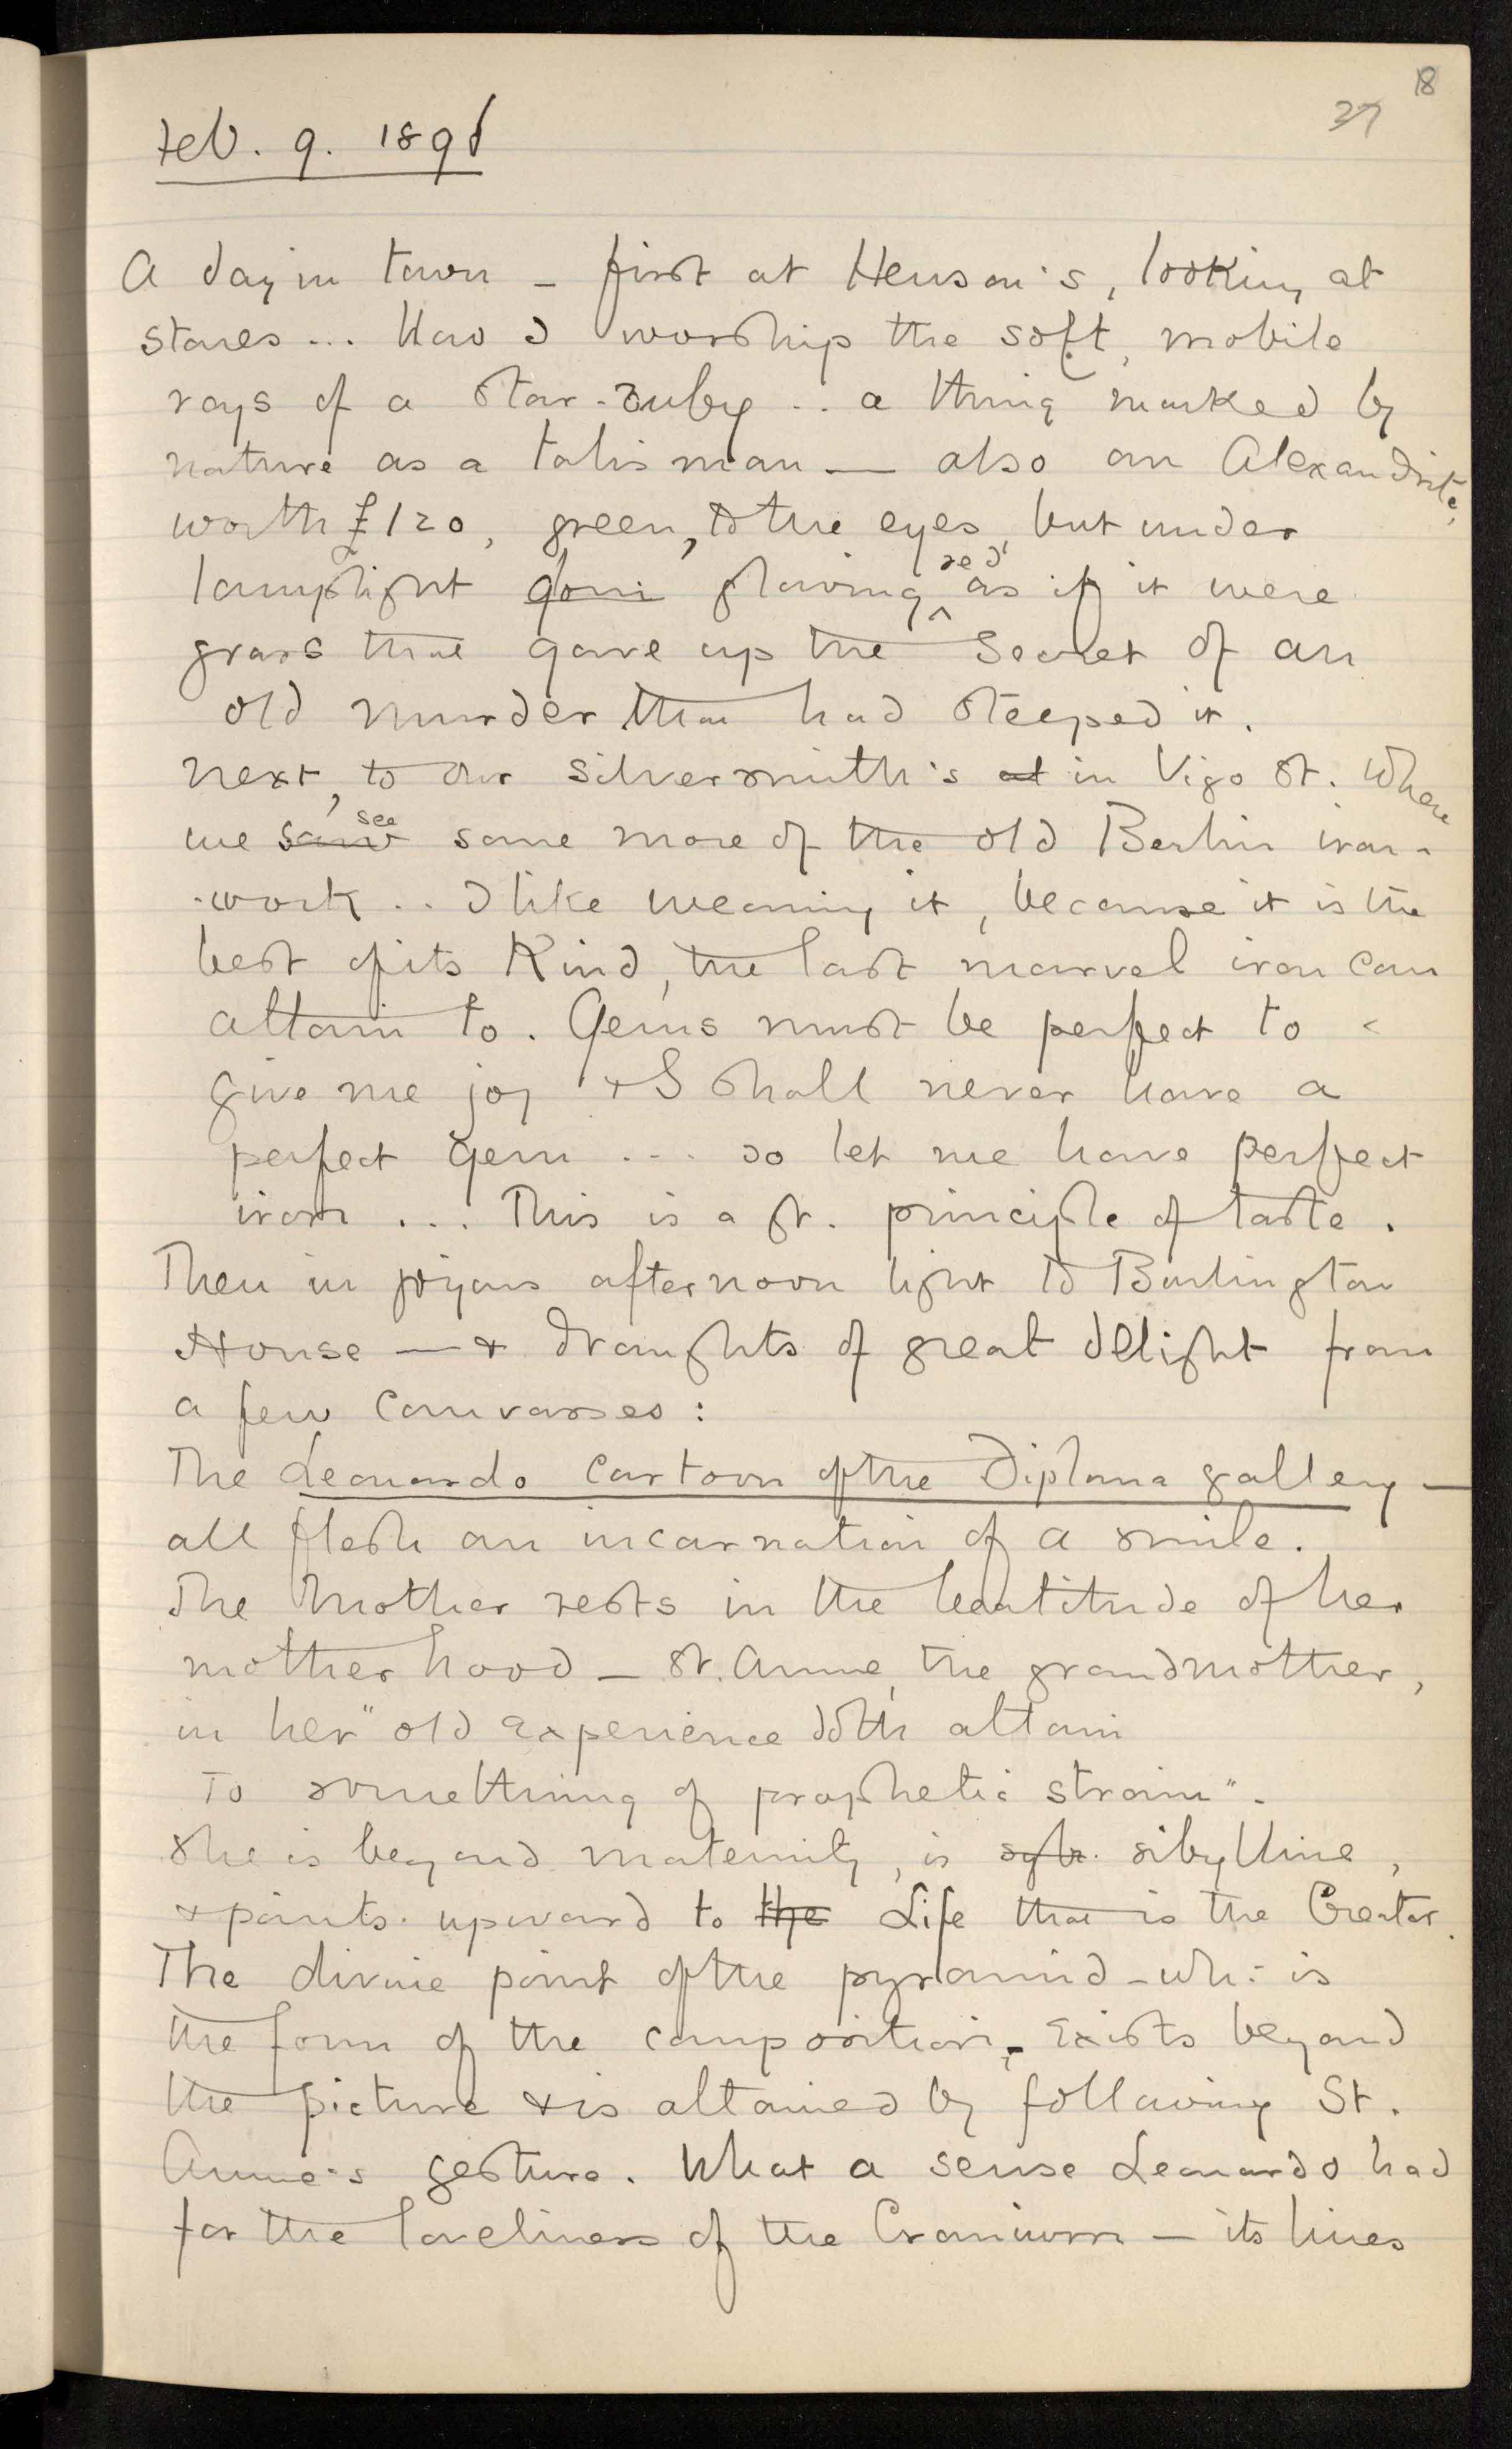 18
37
Feb. 9. 1898
A day in town – first at Henson's, looking at
stones ... How I worship the soft, mobile
rays of a star-ruby .. a thing marked by
nature as a talisman — also an Alexandrite,
worth £120, green, to the eyes, but under
lamplight glowing red as if it were
grass that gave up the secret of an
old murder that had steeped it.
next, to our silversmith's at in Vigo St. where
we saw see some more of the old Berlin iron-
-work .. I like wearing it, because it is the
best of its kind, the last marvel iron can
attain to. Gems must be perfect to
give me joy & I shall never have a
perfect gem ... so let me have perfect
iron ... This is a gr. principle of taste.
Then in joyous afternoon light to Burlington
House — & draughts of great delight from
a few canvasses:
The Leonardo cartoon of the Diploma gallery —
all flesh an incarnation of a smile.
The Mother rests in the beatitude of her
motherhood – St. Anne, the grandmother,
in her "old experience doth attain
To something of prophetic strain".
She is beyond maternity, is sibylline,
& points upward to the Life that is the Creator.
The divine point of the pyramid – wh: is
the form of the composition, – exists beyond
the picture & is attained by following St.
Anne's gesture. What a sense Leonardo had
for the loveliness of the Cranium – its lines